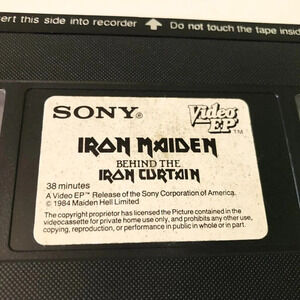 ert this side into recorder ↑ Do not touch the tape insid
SONY
Video EP™
IRON MAIDEN
BEHIND THE
IRON CURTAIN
38 minutes
A Video EP™ Release of the Sony Corporation of America.
© 1984 Maiden Hell Limited
The copyright proprietor has licensed the Picture contained in the
videocassette for private home use only, and prohibits any other use,
copying, reproduction, or performance in public in whole or in part.